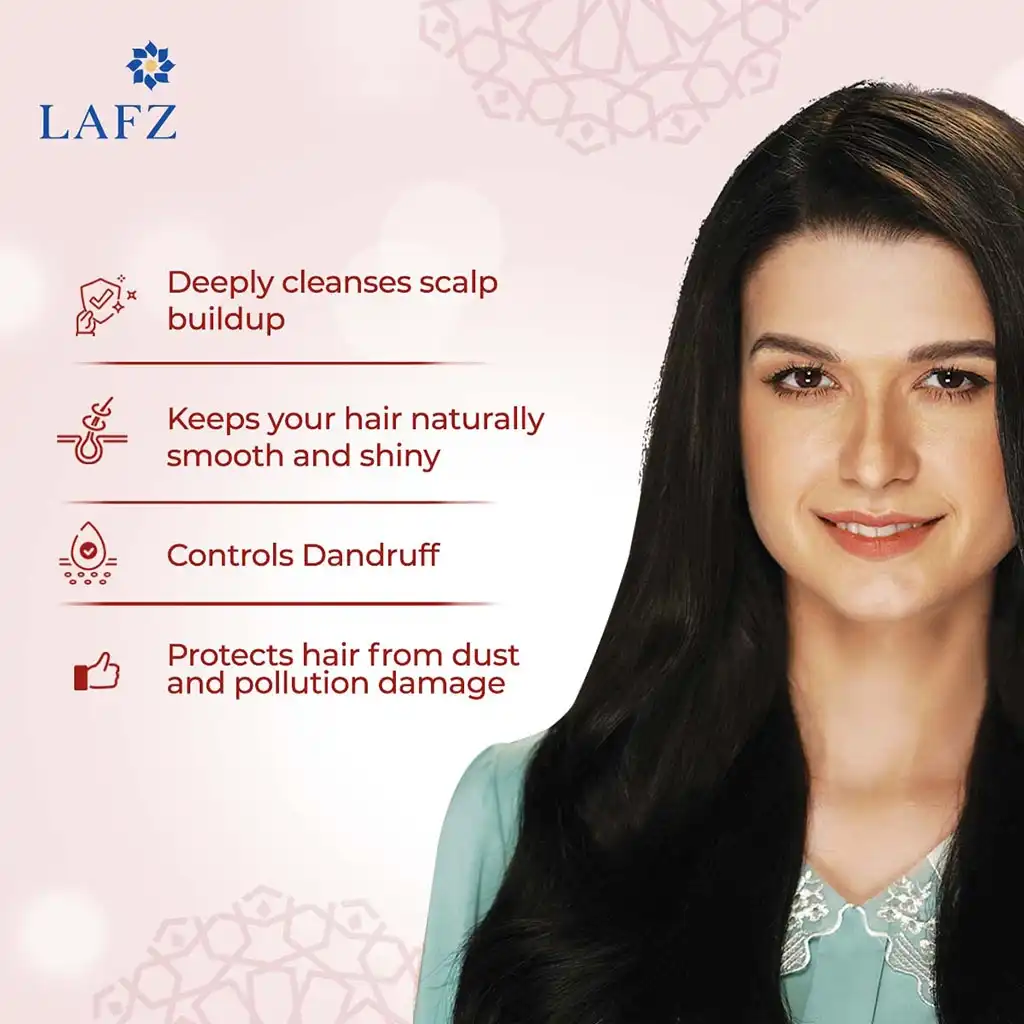 LAFZ
Deeply cleanses scalp
buildup
Keeps your hair naturally
smooth and shiny
Controls Dandruff
Protects hair from dust
and pollution damage